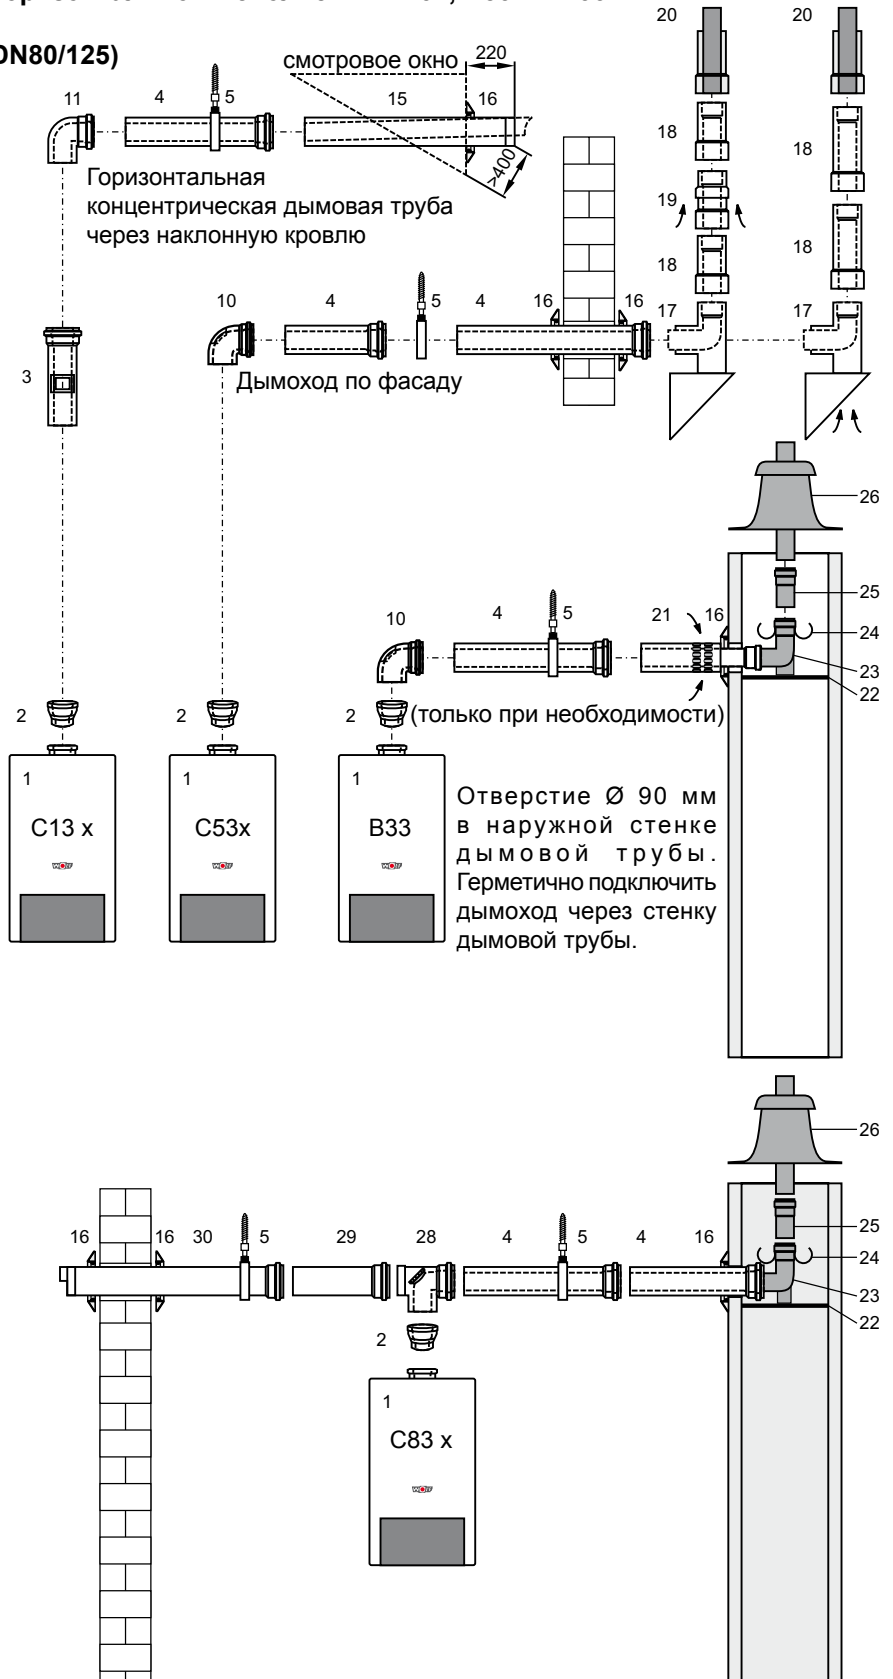 DN80/125)
20 20
смотровое окно 220
11 4 5 15 16
>400
18 18
Горизонтальная
концентрическая дымовая труба
через наклонную кровлю
19
18 18
10 4 5 4 16 16 17 17
3
Дымоход по фасаду
26
25
10 4 5 21 16
24
23
22
2 2 2 (только при необходимости)
1 1 1
C13 x C53x B33
WOLF WOLF WOLF
Отверстие Ø 90 мм
в наружной стенке
дымовой трубы.
Герметично подключить
дымоход через стенку
дымовой трубы.
26
16 16 30 5 29 28 4 5 4 16
25
24
23
22
2
1
C83 x
WOLF